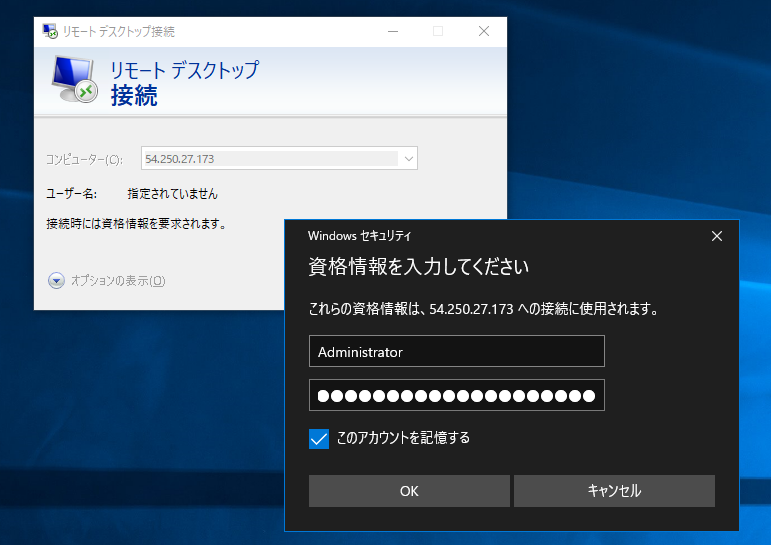 リモート デスクトップ接続
リモート デスクトップ
接続
コンピューター(C):
54.250.27.173
ユーザー名:
指定されていません
接続時には資格情報を要求されます。
オプションの表示(O)
Windows セキュリティ
資格情報を入力してください
これらの資格情報は、54.250.27.173 への接続に使用されます。
Administrator
●●●●●●●●●●●●●●●●●●●●
このアカウントを記憶する
OK
キャンセル